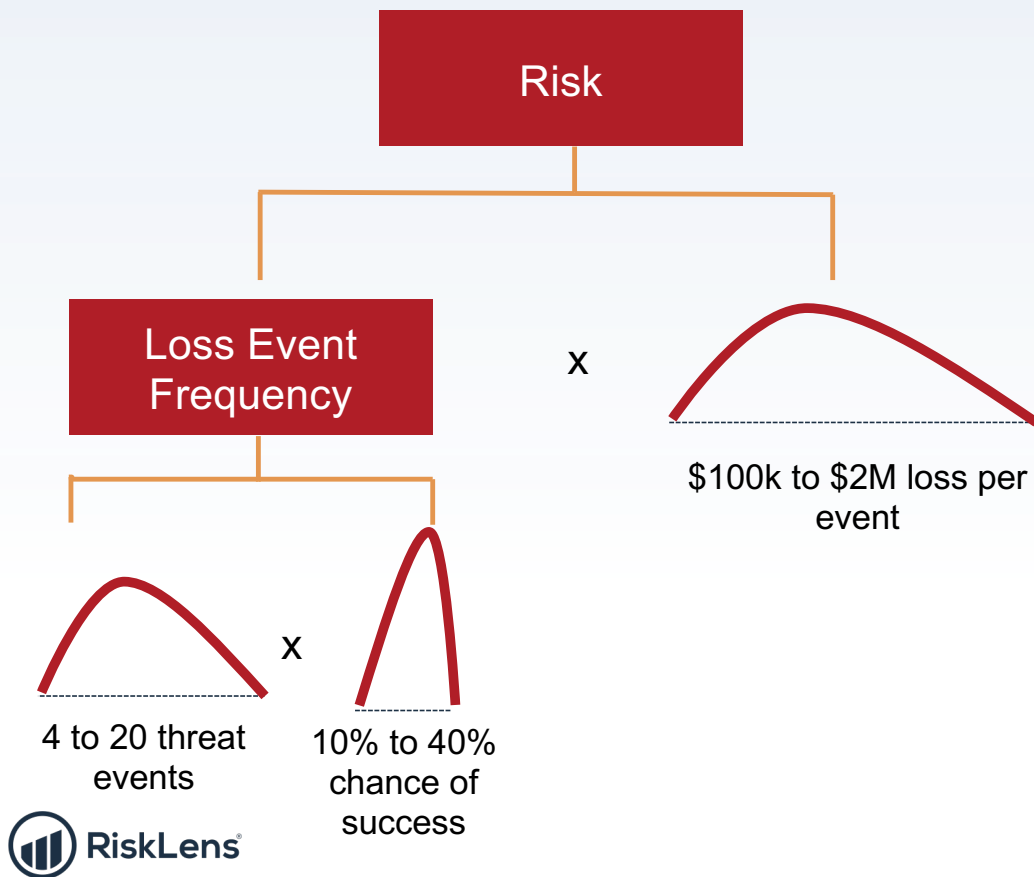 Risk
Loss Event
Frequency
x
$100k to $2M loss per
event
x
4 to 20 threat
events
10% to 40%
chance of
success
RiskLens®